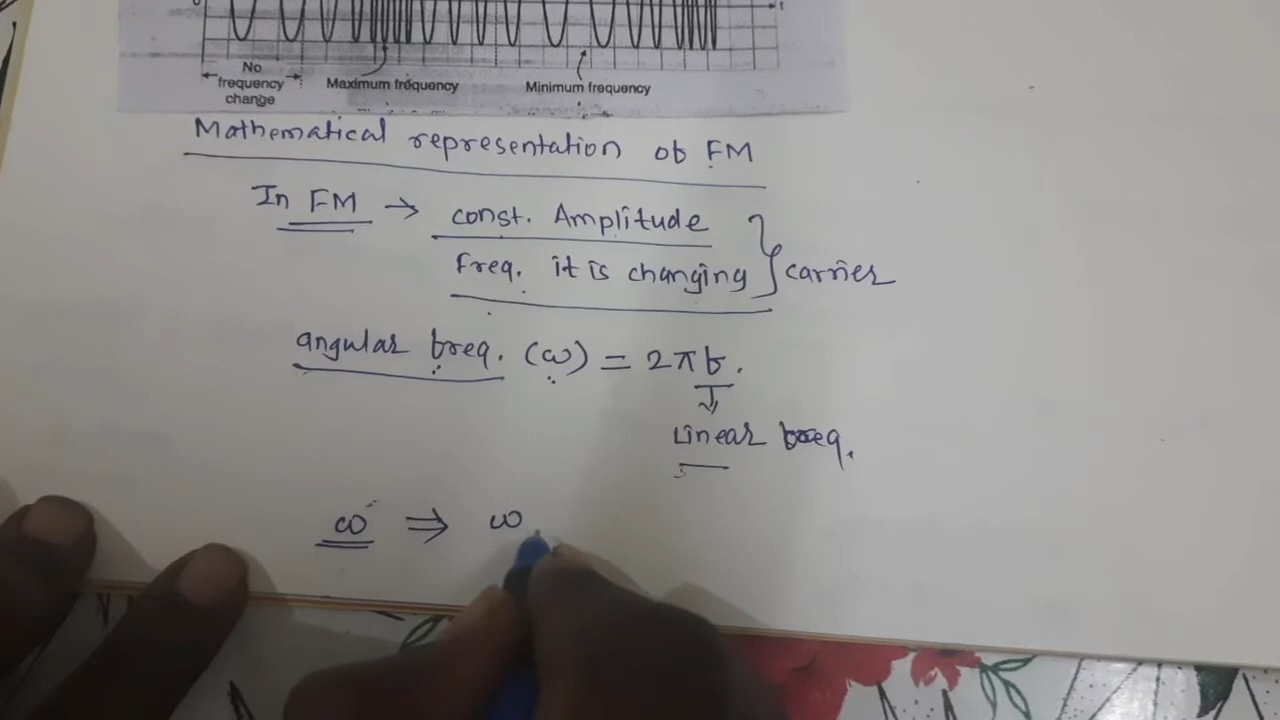 0
t
No
frequency
change
Maximum frequency
Minimum frequency
Mathematical representation of FM
In FM → const. Amplitude
Freq. it is changing } carrier
angular freq. (ω) = 2πf.
Linear freq.
ω ⇒ ω